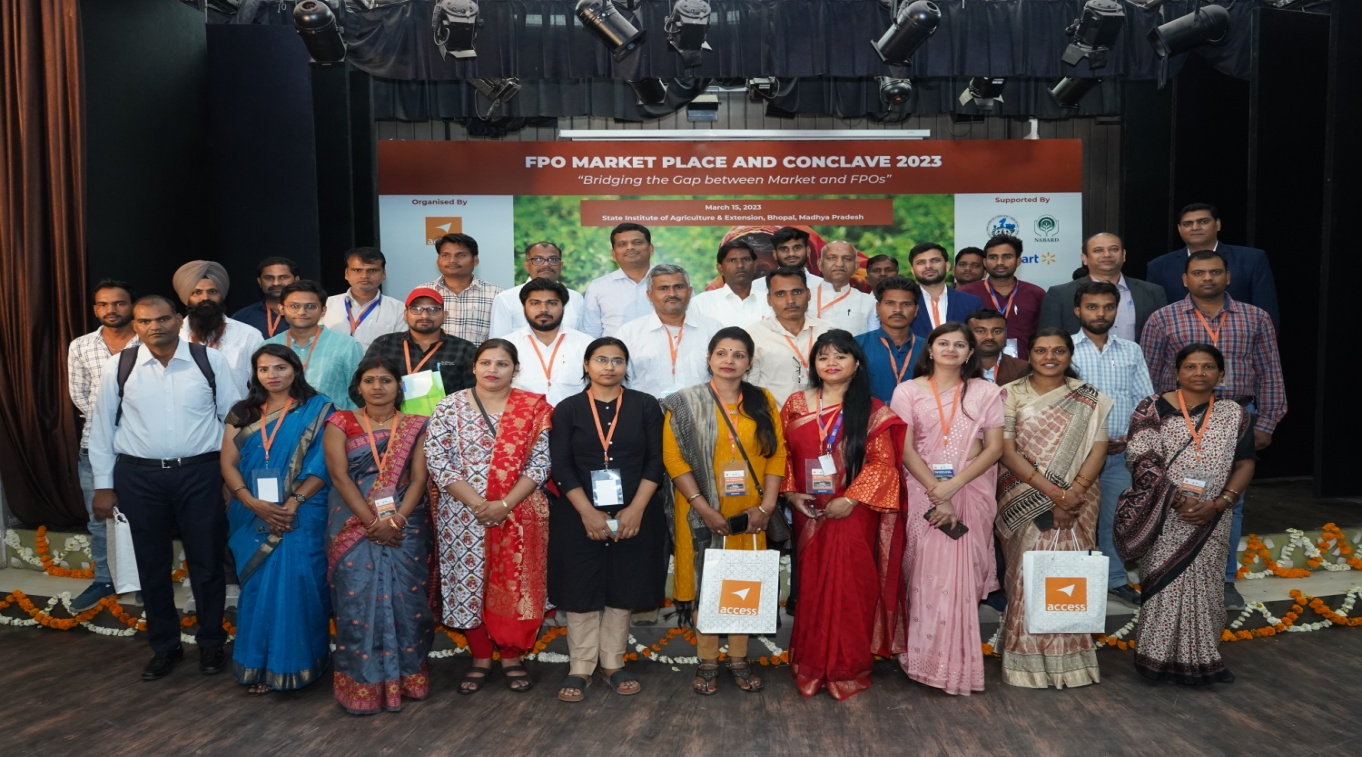 FPO MARKET PLACE AND CONCLAVE 2023
“Bridging the Gap between Market and FPOs”
Organised By
March 15, 2023
State Institute of Agriculture & Extension, Bhopal, Madhya Pradesh
Supported By
NABARD
access
access